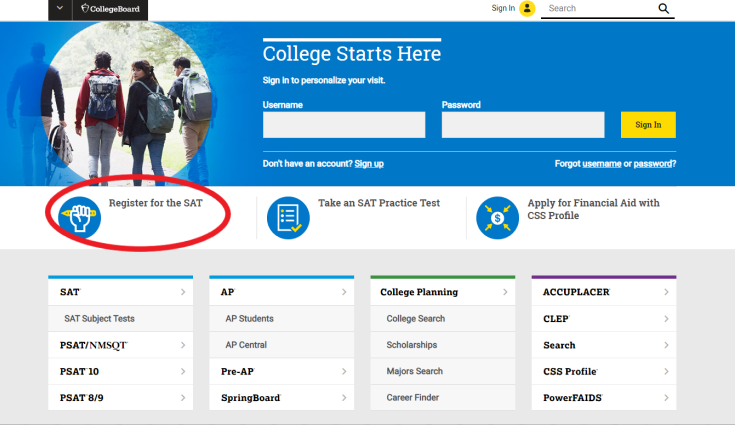 CollegeBoard
Sign In
Search
College Starts Here
Sign in to personalize your visit.
Username
Password
Sign In
Don't have an account? Sign up
Forgot username or password?
Register for the SAT
Take an SAT Practice Test
Apply for Financial Aid with
CSS Profile
SAT
SAT Subject Tests
PSAT/NMSQT
PSAT 10
PSAT 8/9
AP
AP Students
AP Central
Pre-AP
SpringBoard
College Planning
College Search
Scholarships
Majors Search
Career Finder
ACCUPLACER
CLEP
Search
CSS Profile
PowerFAIDS